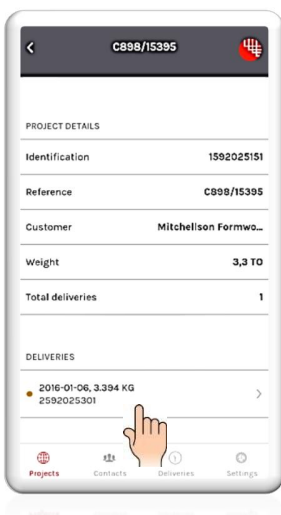 C898/15395
PROJECT DETAILS
Identification 1592025151
Reference C898/15395
Customer Mitchellson Formwo...
Weight 3,3 TO
Total deliveries 1
DELIVERIES
2016-01-06, 3.394 KG
2592025301
Projects Contacts Deliveries Settings